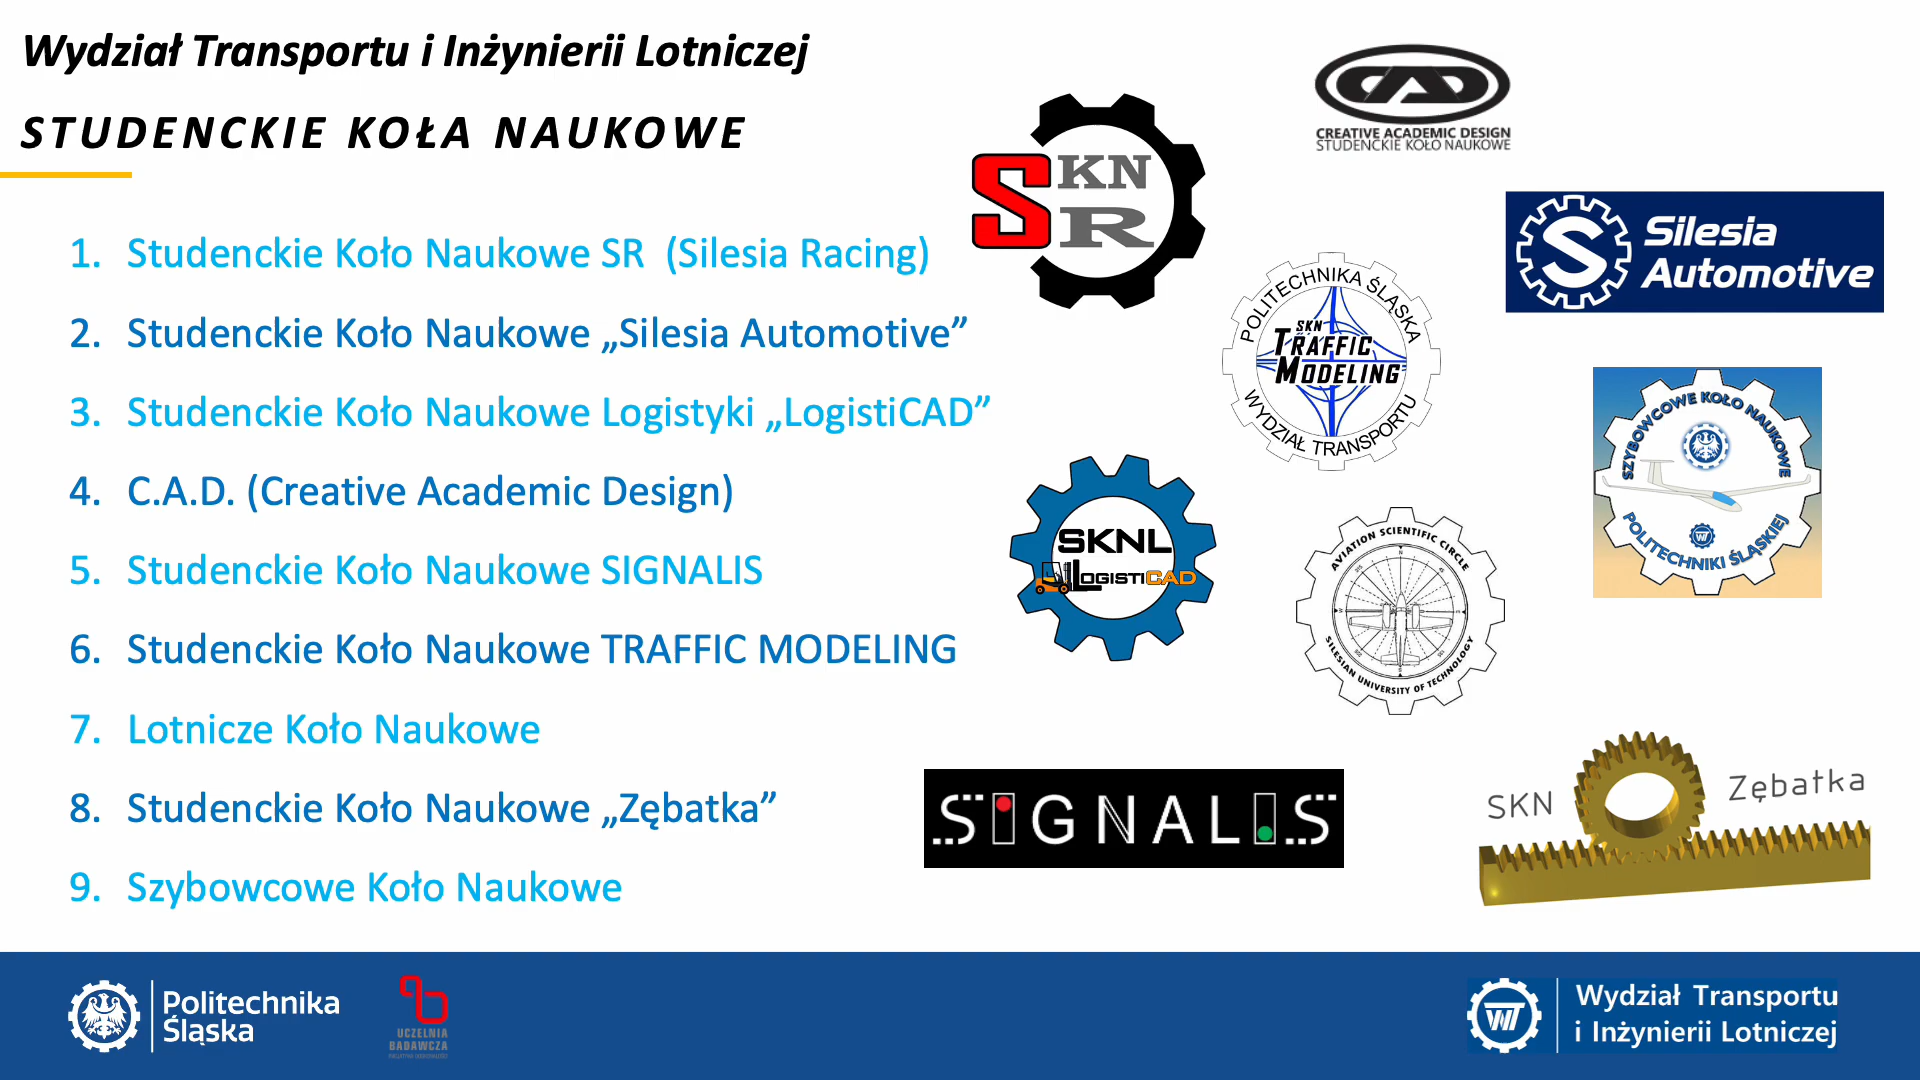 Wydział Transportu i Inżynierii Lotniczej
STUDENCKIE KOŁA NAUKOWE
1. Studenckie Koło Naukowe SR (Silesia Racing)
2. Studenckie Koło Naukowe „Silesia Automotive”
3. Studenckie Koło Naukowe Logistyki „LogistiCAD”
4. C.A.D. (Creative Academic Design)
5. Studenckie Koło Naukowe SIGNALIS
6. Studenckie Koło Naukowe TRAFFIC MODELING
7. Lotnicze Koło Naukowe
8. Studenckie Koło Naukowe „Zębatka”
9. Szybowcowe Koło Naukowe
CAD
CREATIVE ACADEMIC DESIGN
STUDENCKIE KOŁO NAUKOWE
SKN
R
S Silesia
Automotive
POLITECHNIKA ŚLĄSKA
SKN
TRAFFIC
MODELING
WYDZIAŁ TRANSPORTU
SZYBOWCOWE KOŁO NAUKOWE
POLITECHNIKI ŚLĄSKIEJ
SKNL
LOGISTICAD
AVIATION SCIENTIFIC CIRCLE
SILESIAN UNIVERSITY OF TECHNOLOGY
SIGNALIS
SKN Zębatka
Politechnika
Śląska
UCZELNIA
BADAWCZA
Wydział Transportu
i Inżynierii Lotniczej